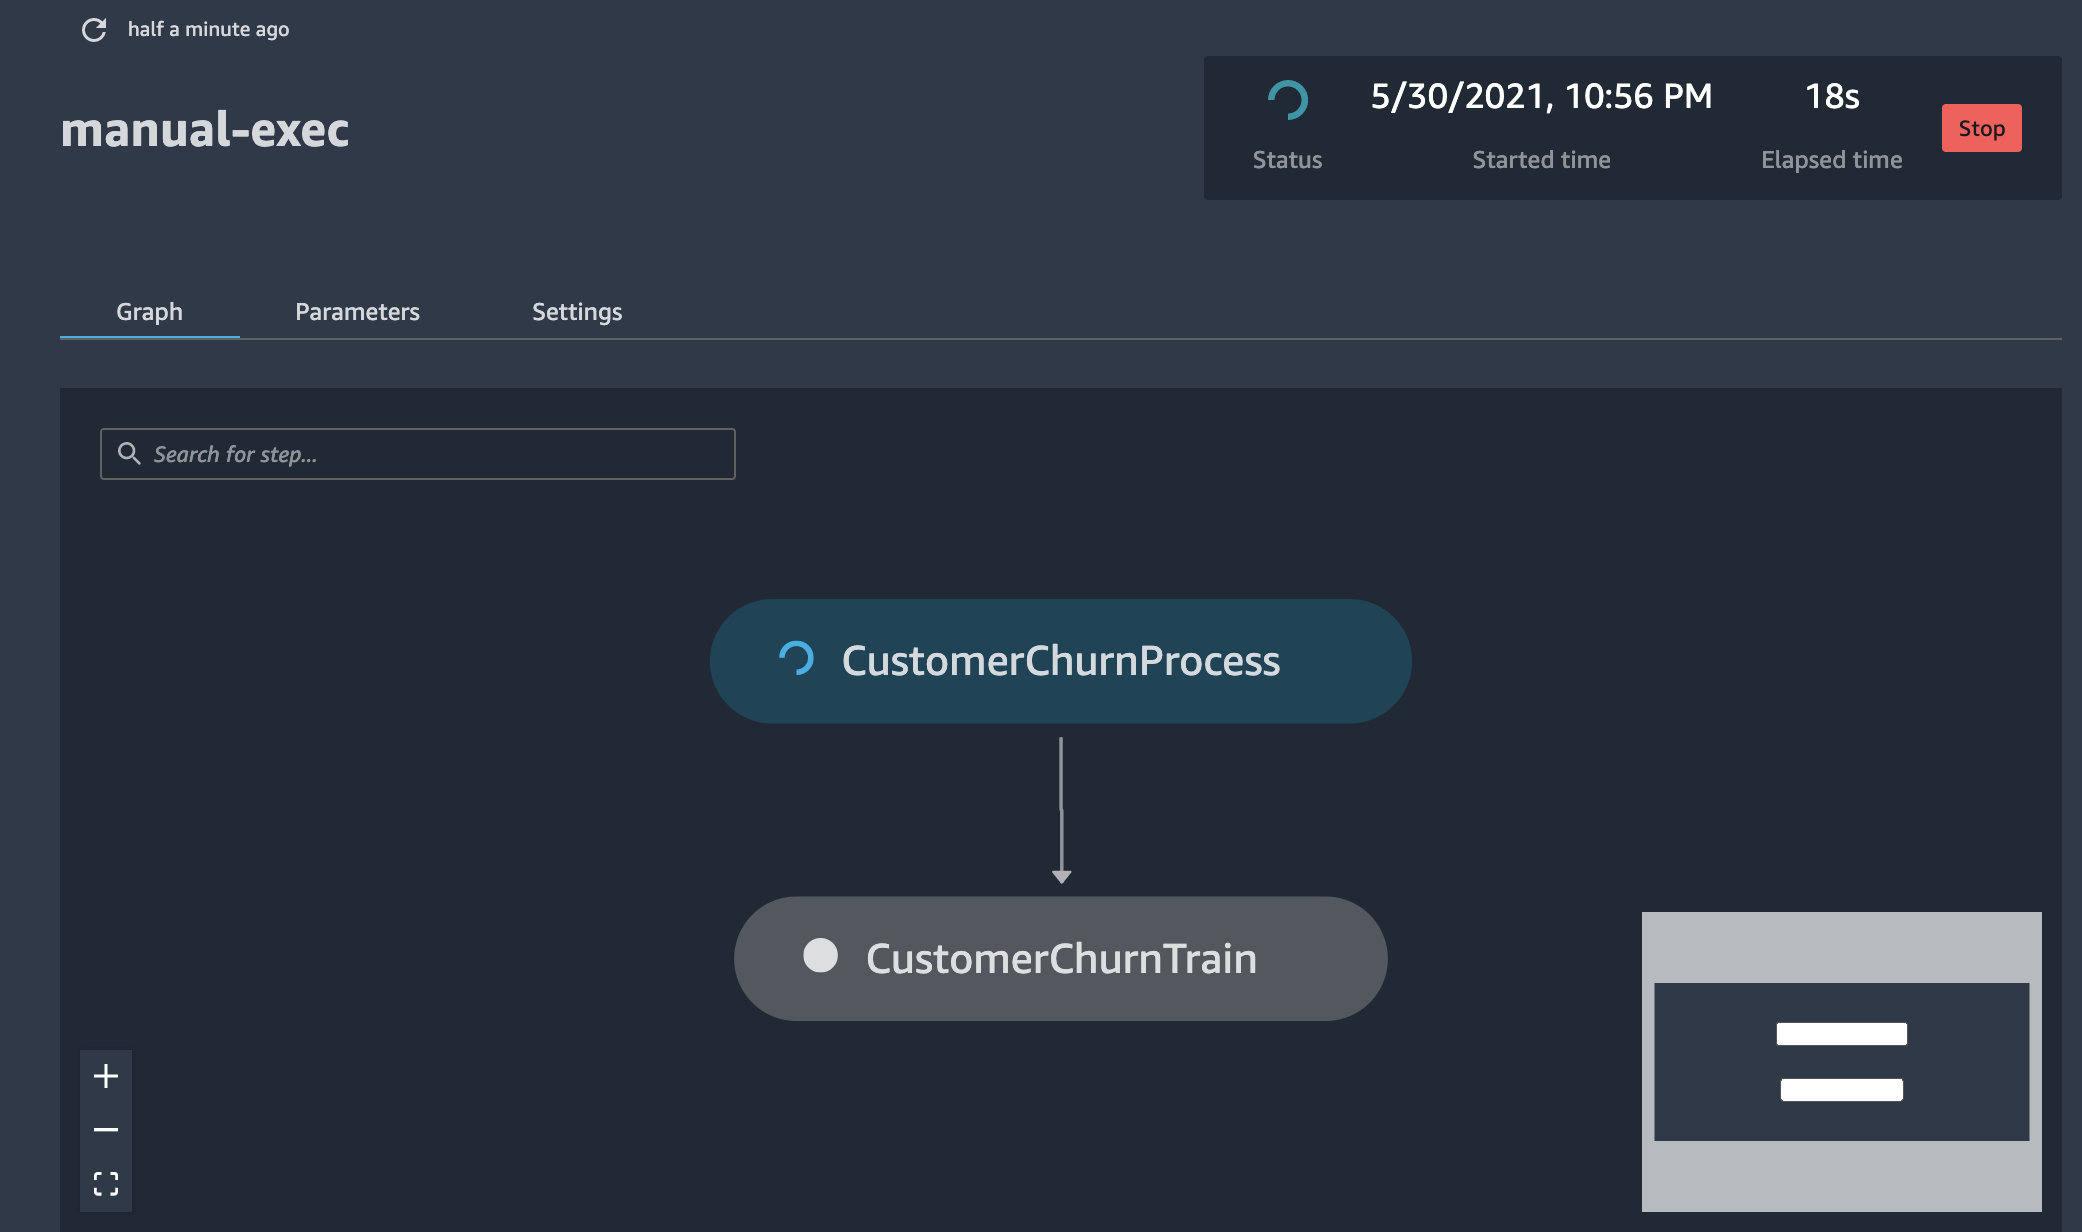 half a minute ago
manual-exec
5/30/2021, 10:56 PM
18s
Stop
Status
Started time
Elapsed time
Graph
Parameters
Settings
Search for step...
CustomerChurnProcess
CustomerChurnTrain